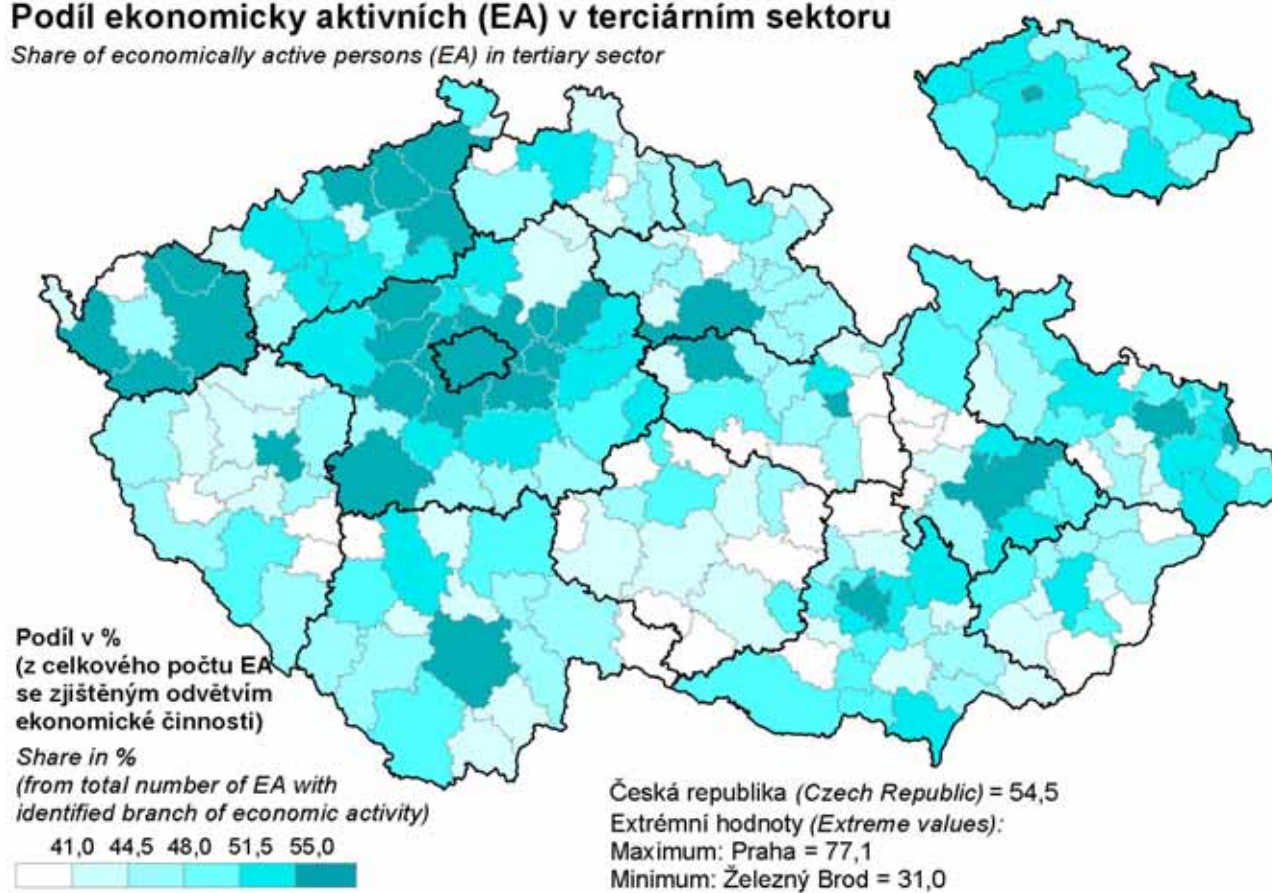 Podíl ekonomicky aktivních (EA) v terciárním sektoru
Share of economically active persons (EA) in tertiary sector
Podíl v %
(z celkového počtu EA
se zjištěným odvětvím
ekonomické činnosti)
Share in %
(from total number of EA with
identified branch of economic activity)
41,0 44,5 48,0 51,5 55,0
Česká republika (Czech Republic) = 54,5
Extrémní hodnoty (Extreme values):
Maximum: Praha = 77,1
Minimum: Železný Brod = 31,0